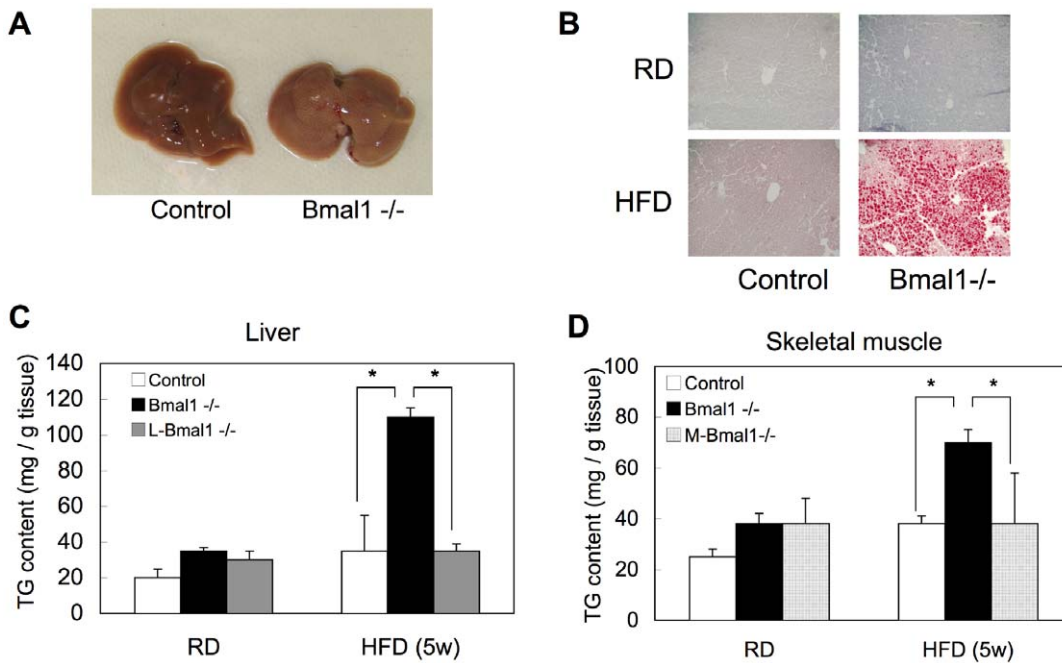 A
Control
Bmal1 -/-
B
RD
HFD
Control
Bmal1-/-
C
Liver
TG content (mg / g tissue)
140
120
100
80
60
40
20
0
Control
Bmal1 -/-
L-Bmal1 -/-
*
*
RD
HFD (5w)
D
Skeletal muscle
TG content (mg / g tissue)
100
80
60
40
20
0
Control
Bmal1 -/-
M-Bmal1-/-
*
*
RD
HFD (5w)